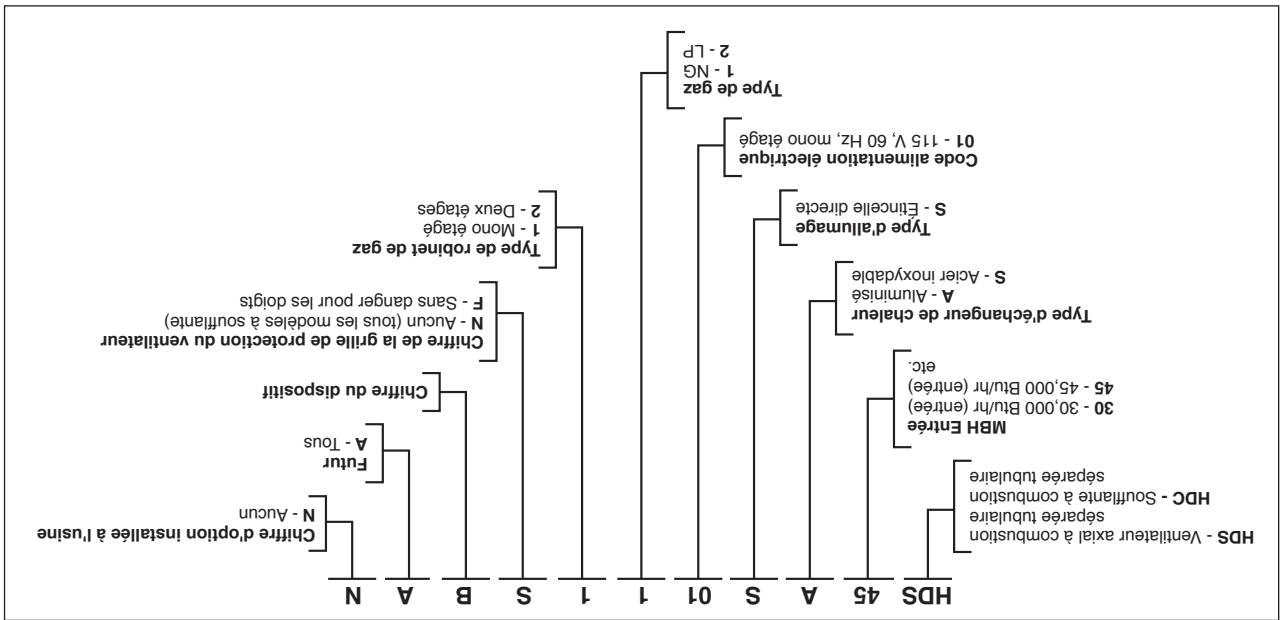 HDS 45 A S 01 1 1 S B A N
HDS - Ventilateur axial à combustion
séparée tubulaire
HDC - Soufflante à combustion
séparée tubulaire
MBH Entrée
30 - 30,000 Btu/hr (entrée)
45 - 45,000 Btu/hr (entrée)
etc.
Type d'échangeur de chaleur
A - Aluminisé
S - Acier inoxydable
Type d'allumage
S - Étincelle directe
Code alimentation électrique
01 - 115 V, 60 Hz, mono étagé
Type de gaz
1 - NG
2 - LP
Type de robinet de gaz
1 - Mono étagé
2 - Deux étages
Chiffre de la grille de protection du ventilateur
N - Aucun (tous les modèles à soufflante)
F - Sans danger pour les doigts
Chiffre du dispositif
Futur
A - Tous
Chiffre d'option installée à l'usine
N - Aucun